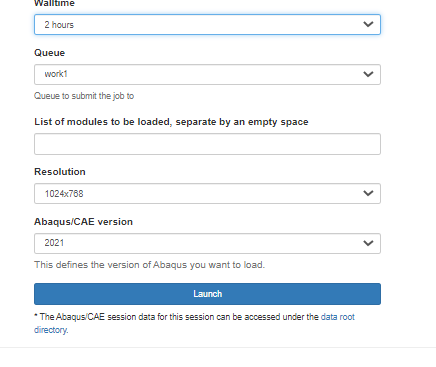 Walltime
2 hours
Queue
work1
Queue to submit the job to
List of modules to be loaded, separate by an empty space
Resolution
1024x768
Abaqus/CAE version
2021
This defines the version of Abaqus you want to load.
Launch
* The Abaqus/CAE session data for this session can be accessed under the data root
directory.